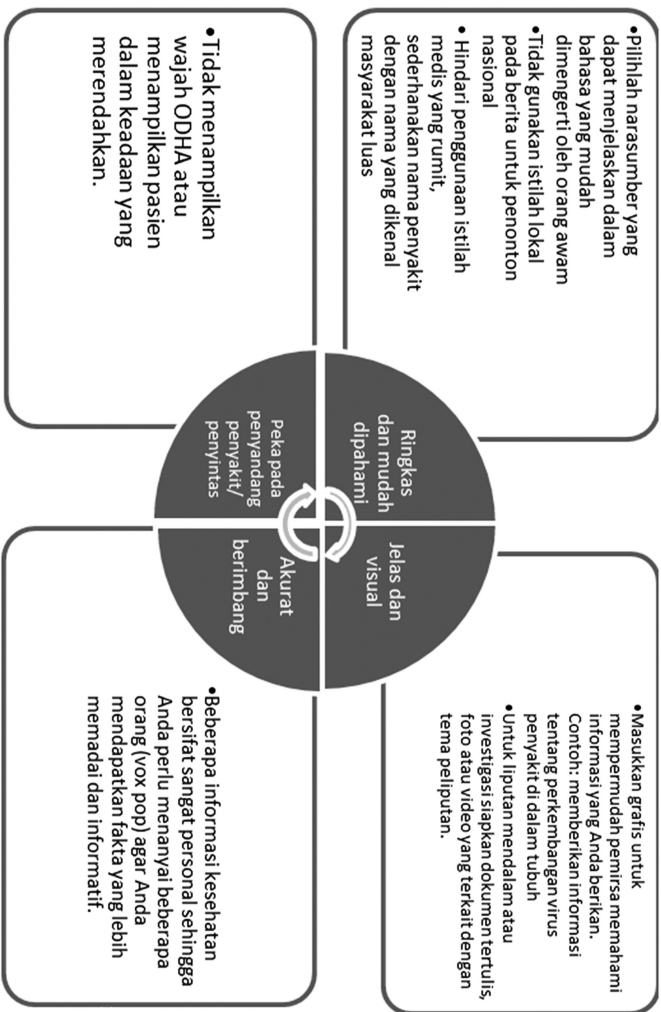 •Pilihlah narasumber yang
dapat menjelaskan dalam
bahasa yang mudah
dimengerti oleh orang awam
•Tidak gunakan istilah lokal
pada berita untuk penonton
nasional
• Hindari penggunaan istilah
medis yang rumit,
sederhanakan nama penyakit
dengan nama yang dikenal
masyarakat luas
•Masukkan grafis untuk
mempermudah pemirsa memahami
informasi yang Anda berikan.
Contoh: memberikan informasi
tentang perkembangan virus
penyakit di dalam tubuh
•Untuk liputan mendalam atau
investigasi siapkan dokumen tertulis,
foto atau video yang terkait dengan
tema peliputan.
Ringkas
dan mudah
dipahami
Jelas dan
visual
Peka pada
penyandang
penyakit/
penyintas
Akurat
dan
berimbang
•Tidak menampilkan
wajah ODHA atau
menampilkan pasien
dalam keadaan yang
merendahkan.
•Beberapa informasi kesehatan
bersifat sangat personal sehingga
Anda perlu menanyai beberapa
orang (vox pop) agar Anda
mendapatkan fakta yang lebih
memadai dan informatif.